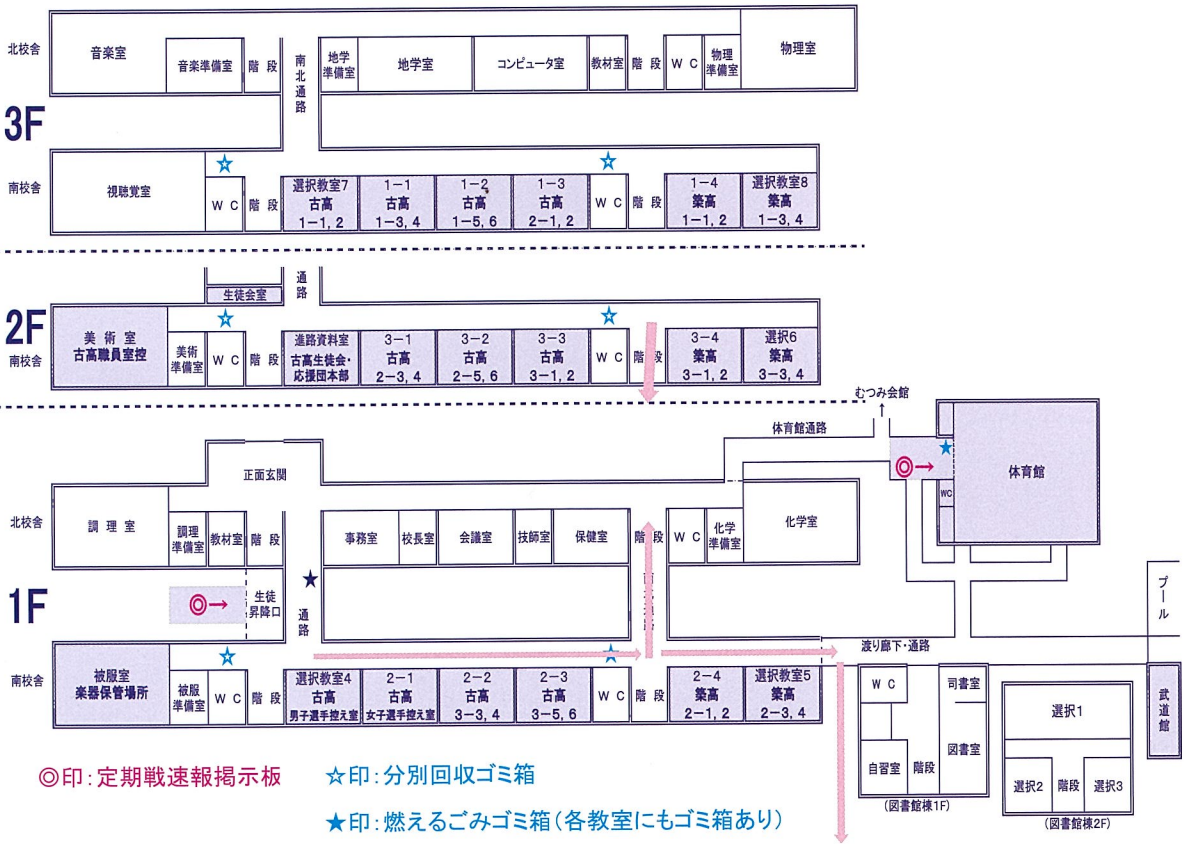 北校舎
音楽室
音楽準備室
階 段
南北通路
地学
準備室
地学室
コンピュータ室
教材室
階 段
W C
物理
準備室
物理室
3F
南校舎
視聴覚室
W C
階 段
選択教室7
古高
1-1, 2
1-1
古高
1-3, 4
1-2
古高
1-5, 6
1-3
古高
2-1, 2
W C
階 段
1-4
築高
1-1, 2
選択教室8
築高
1-3, 4
2F
南校舎
生徒会室
通路
美 術 室
古高職員室控
美術
準備室
W C
階 段
進路資料室
古高生徒会・
応援団本部
3-1
古高
2-3, 4
3-2
古高
2-5, 6
3-3
古高
3-1, 2
W C
階 段
3-4
築高
3-1, 2
選択6
築高
3-3, 4
むつみ会館
↑
体育館通路
◎→
★
WC
体育館
正面玄関
1F
北校舎
調 理 室
調理
準備室
教材室
階 段
事務室
校長室
会議室
技師室
保健室
階 段
W C
化学
準備室
化学室
◎→
生徒
昇降口
★
通路
プール
渡り廊下・通路
南校舎
被服室
楽器保管場所
被服
準備室
W C
階 段
選択教室4
古高
男子選手控え室
2-1
古高
女子選手控え室
2-2
古高
3-3, 4
2-3
古高
3-5, 6
W C
階 段
2-4
築高
2-1, 2
選択教室5
築高
2-3, 4
W C
司書室
自習室
階段
図書室
(図書館棟1F)
選択1
選択2
階段
選択3
(図書館棟2F)
武道館
◎印:定期戦速報掲示板
☆印:分別回収ゴミ箱
★印:燃えるごみゴミ箱(各教室にもゴミ箱あり)